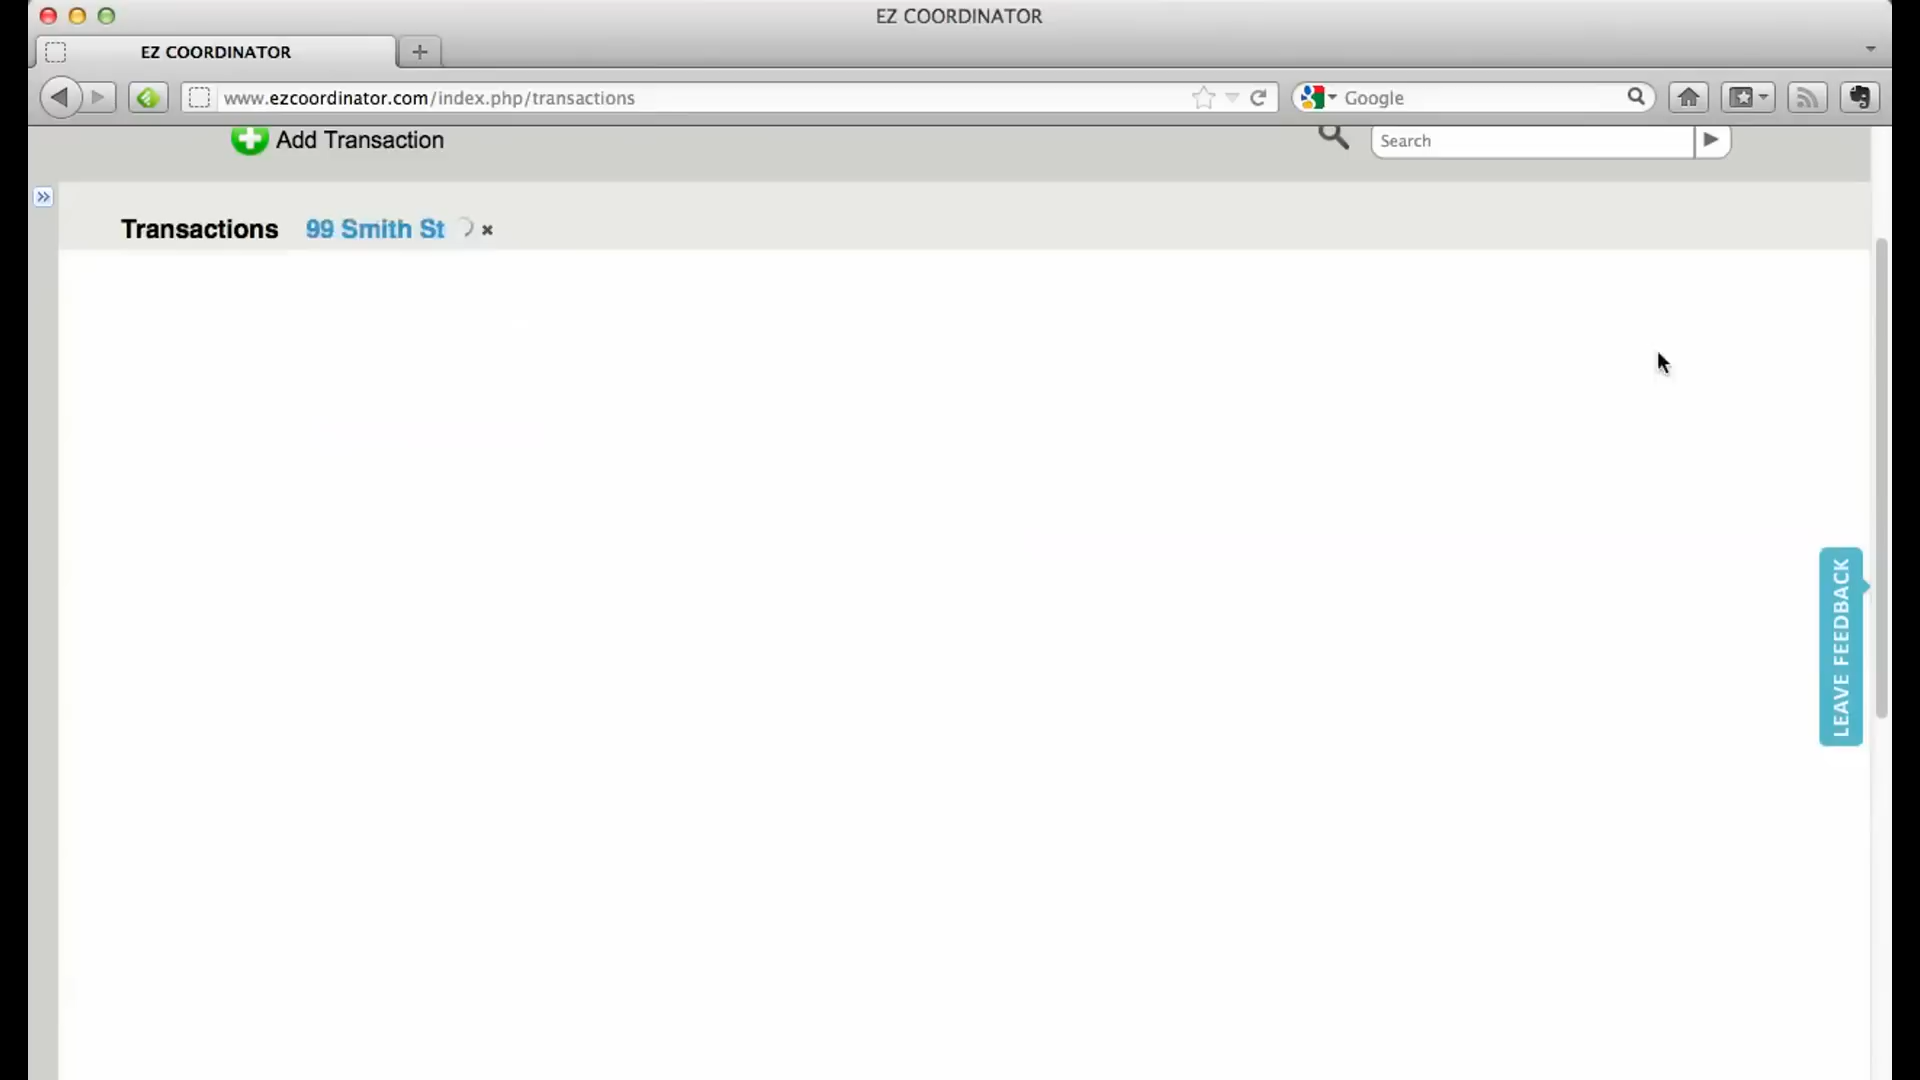 EZ COORDINATOR
EZ COORDINATOR
www.ezcoordinator.com/index.php/transactions
Google
Add Transaction
Search
Transactions 99 Smith St
LEAVE FEEDBACK